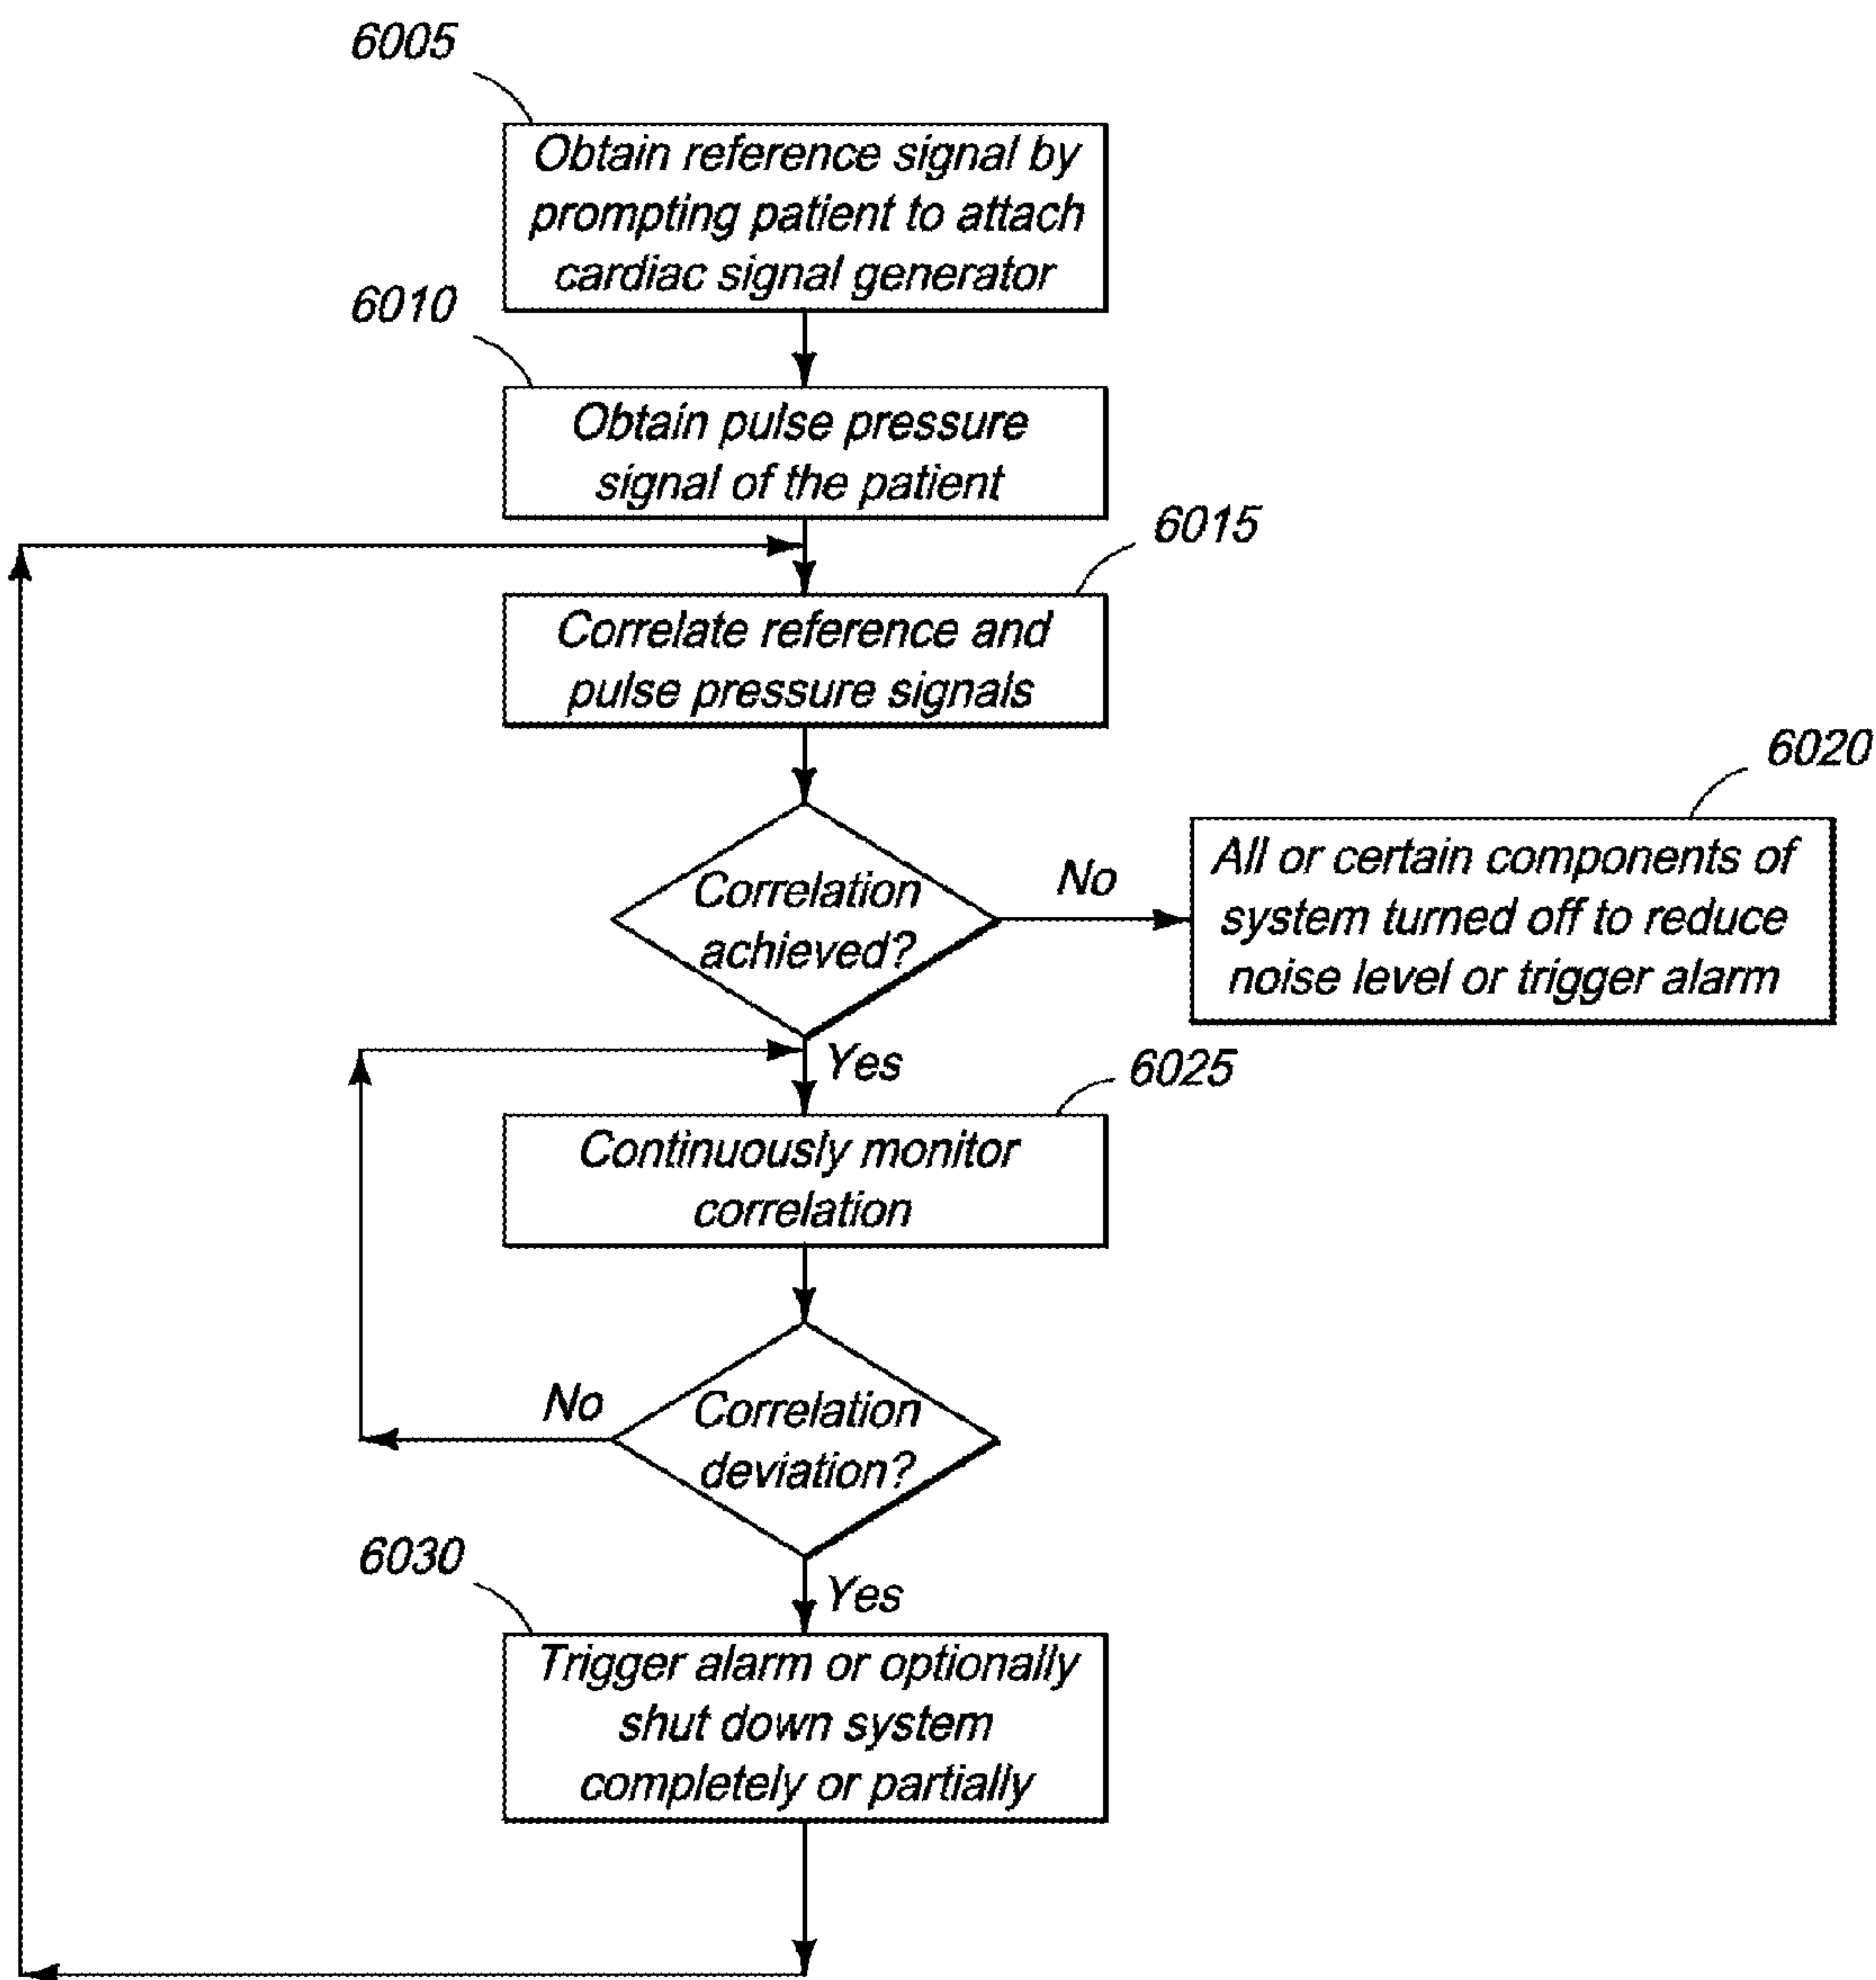 6005
Obtain reference signal by
prompting patient to attach
cardiac signal generator
6010
Obtain pulse pressure
signal of the patient
6015
Correlate reference and
pulse pressure signals
6020
Correlation
achieved?
No
All or certain components of
system turned off to reduce
noise level or trigger alarm
Yes
6025
Continuously monitor
correlation
No
Correlation
deviation?
6030
Yes
Trigger alarm or optionally
shut down system
completely or partially